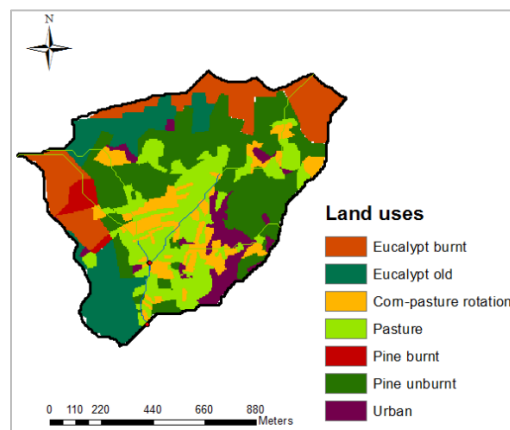 N
Land uses
Eucalypt burnt
Eucalypt old
Corn-pasture rotation
Pasture
Pine burnt
Pine unburnt
Urban
0 110 220 440 660 880
Meters